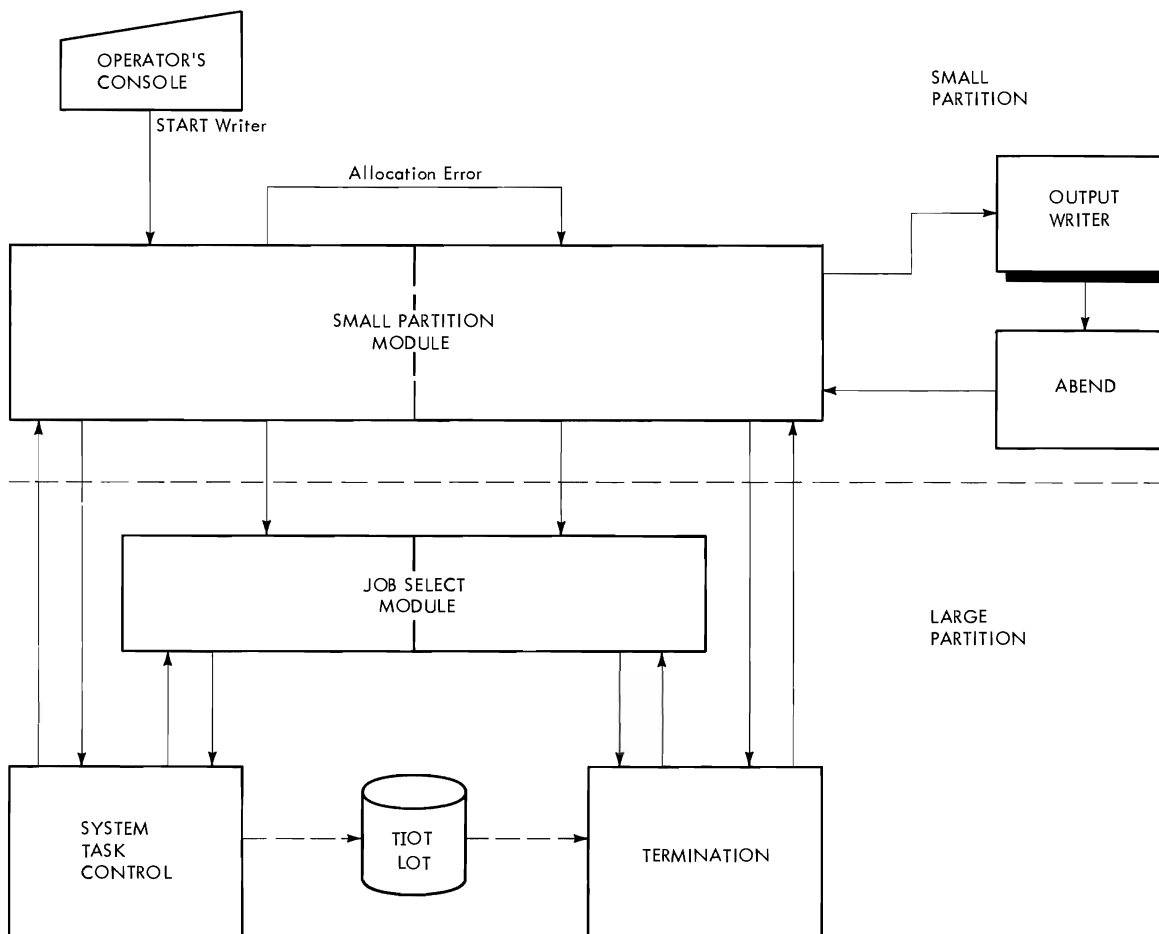 OPERATOR'S
CONSOLE
START Writer
SMALL
PARTITION
Allocation Error
OUTPUT
WRITER
SMALL PARTITION
MODULE
ABEND
JOB SELECT
MODULE
LARGE
PARTITION
SYSTEM
TASK
CONTROL
TIOT
LOT
TERMINATION